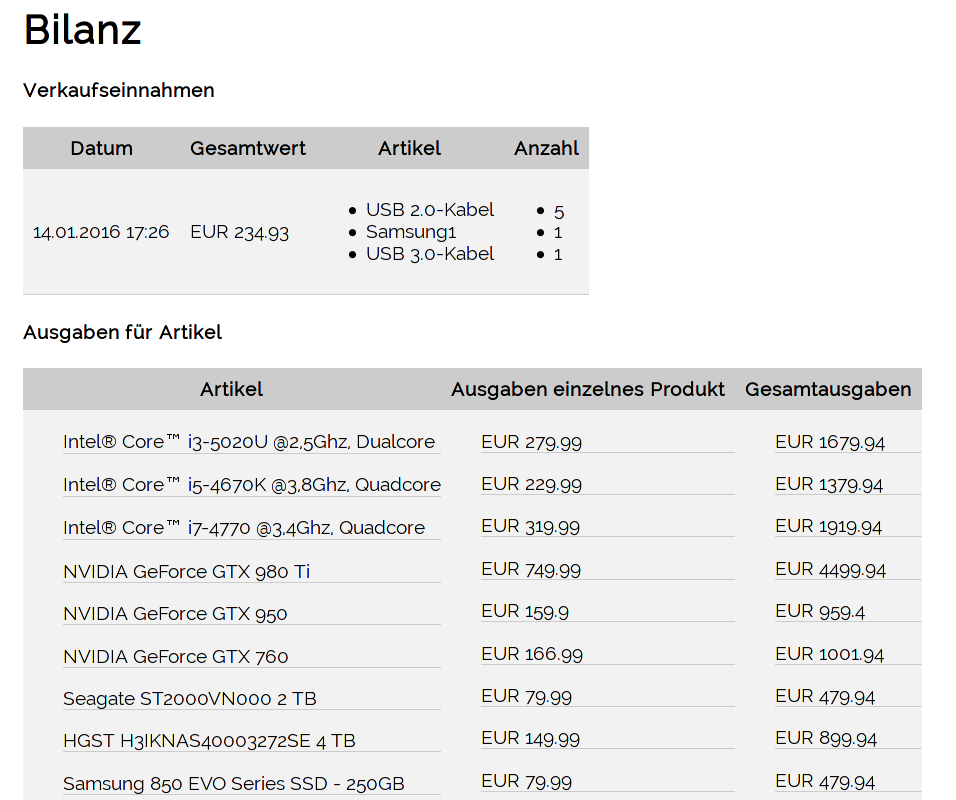 Bilanz
Verkaufseinnahmen
Datum Gesamtwert Artikel Anzahl
14.01.2016 17:26 EUR 234.93
• USB 2.0-Kabel • 5
• Samsung1 • 1
• USB 3.0-Kabel • 1
Ausgaben für Artikel
Artikel Ausgaben einzelnes Produkt Gesamtausgaben
Intel® Core™ i3-5020U @2,5Ghz, Dualcore EUR 279.99 EUR 1679.94
Intel® Core™ i5-4670K @3,8Ghz, Quadcore EUR 229.99 EUR 1379.94
Intel® Core™ i7-4770 @3,4Ghz, Quadcore EUR 319.99 EUR 1919.94
NVIDIA GeForce GTX 980 Ti EUR 749.99 EUR 4499.94
NVIDIA GeForce GTX 950 EUR 159.9 EUR 959.4
NVIDIA GeForce GTX 760 EUR 166.99 EUR 1001.94
Seagate ST2000VN000 2 TB EUR 79.99 EUR 479.94
HGST H3IKNAS40003272SE 4 TB EUR 149.99 EUR 899.94
Samsung 850 EVO Series SSD - 250GB EUR 79.99 EUR 479.94